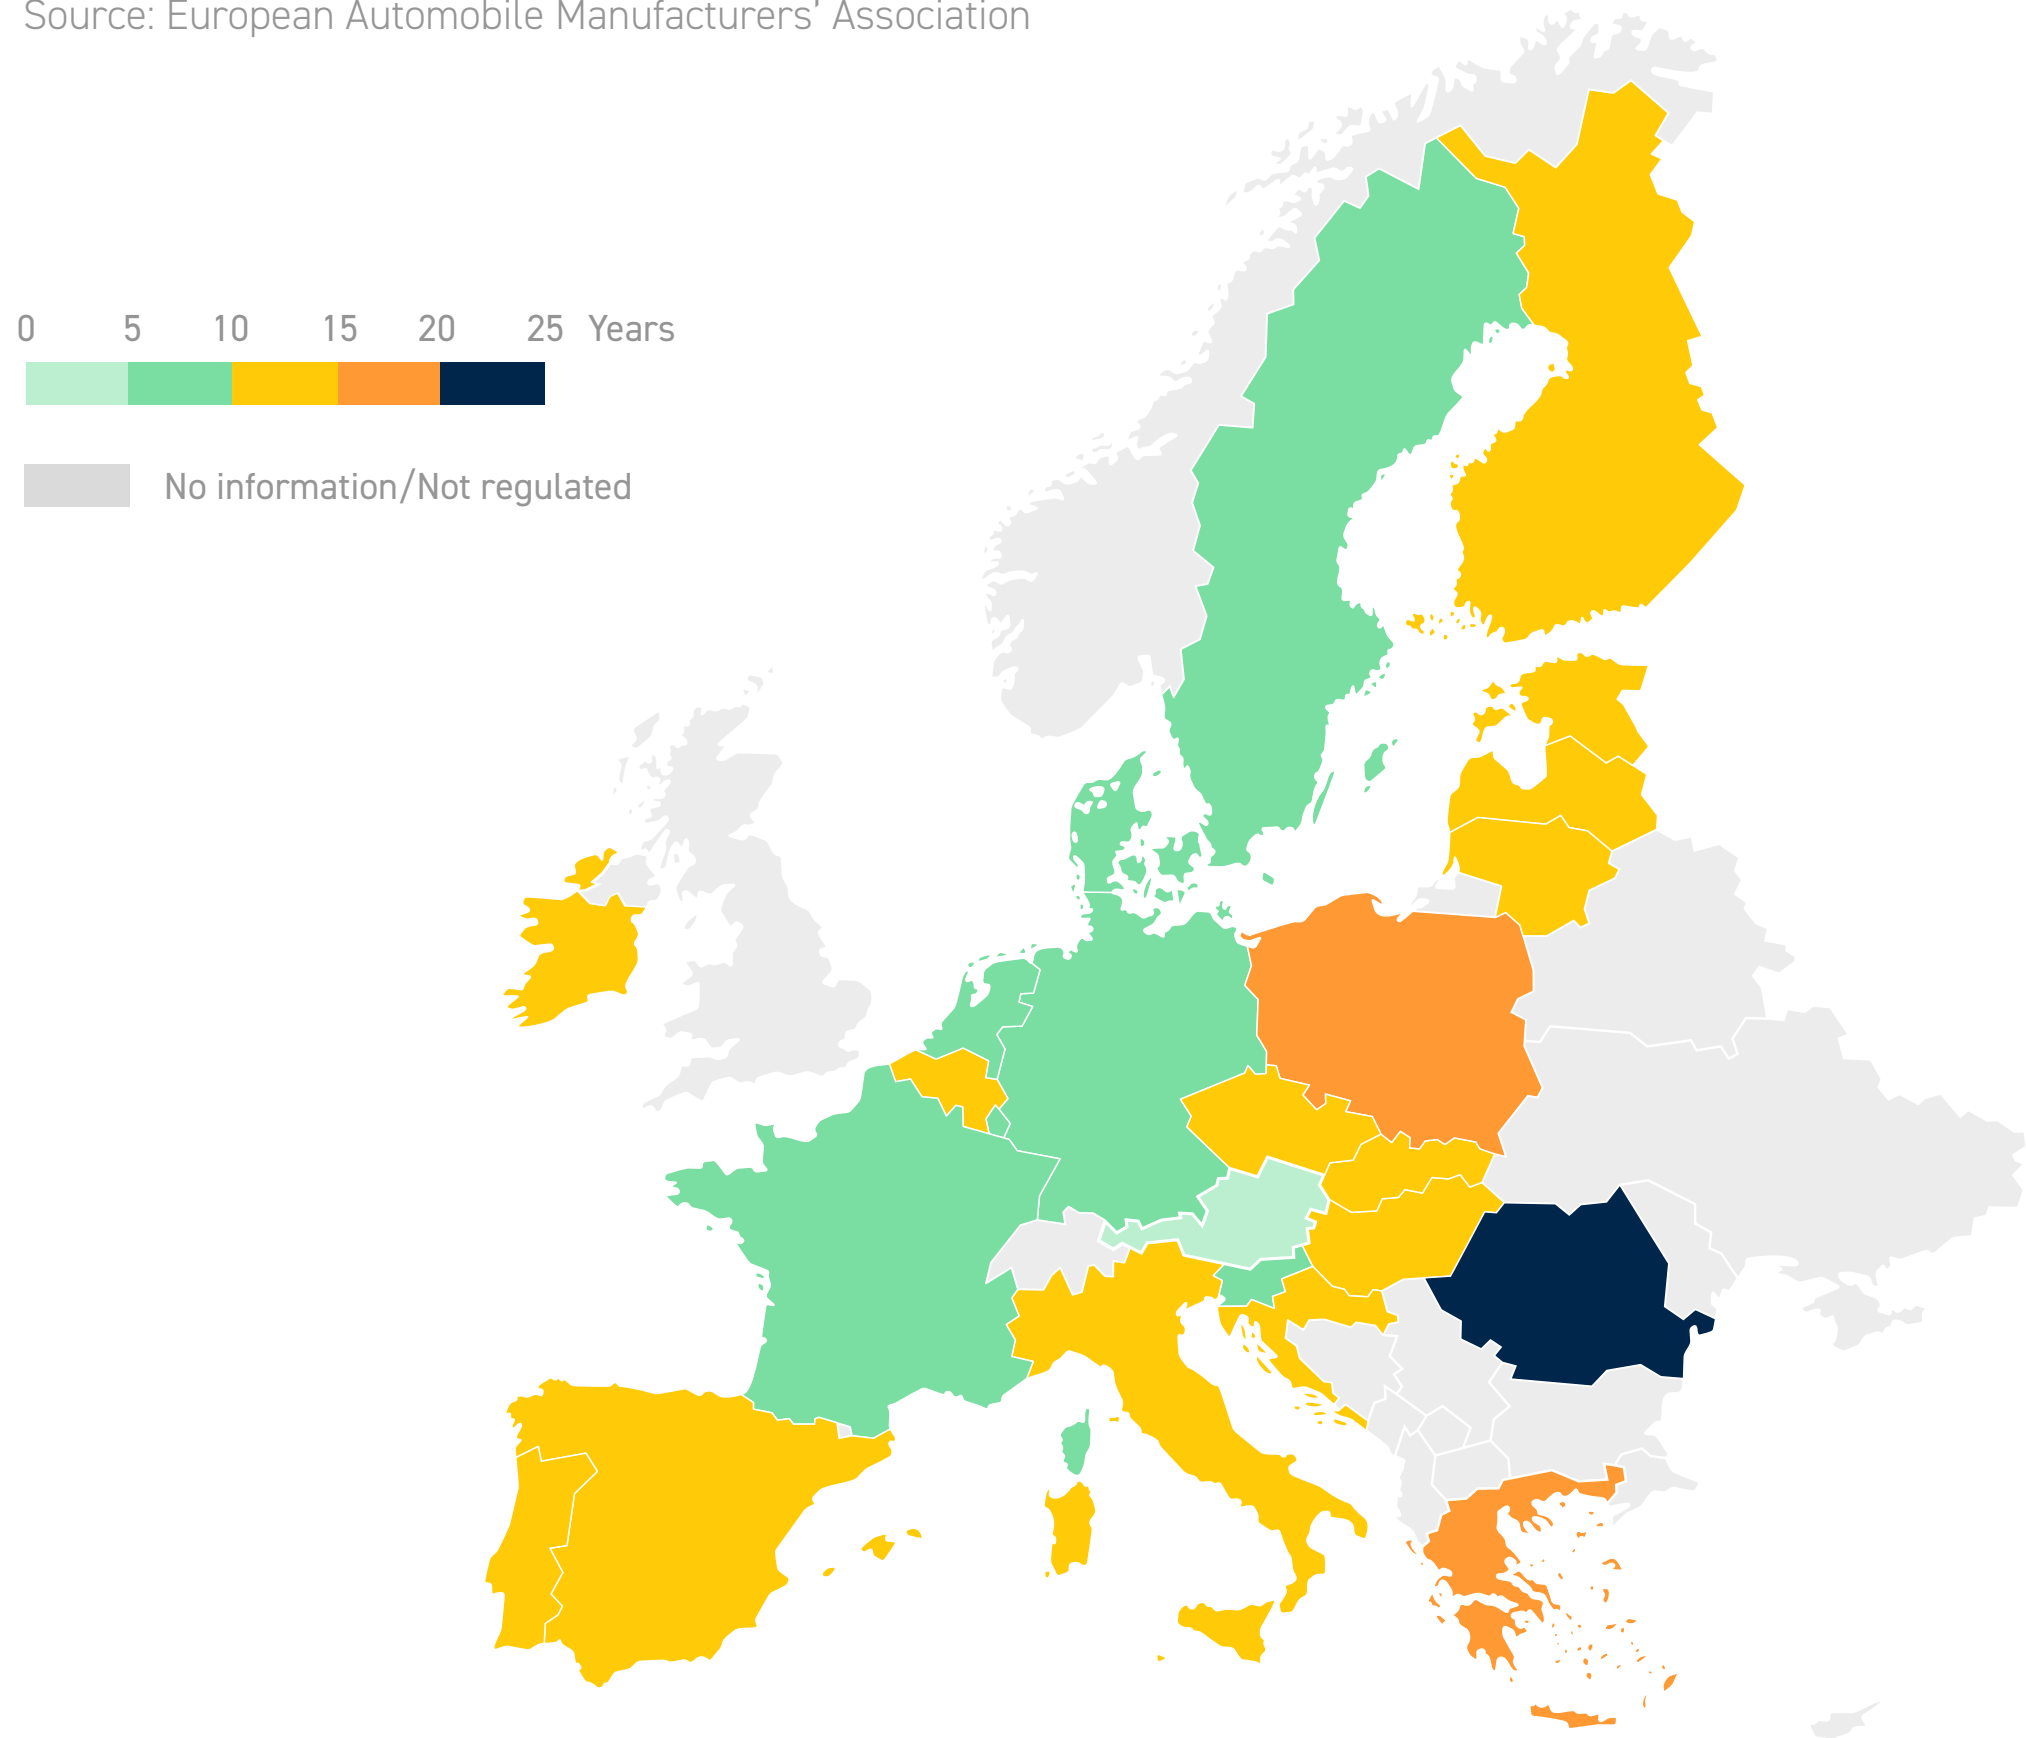 Source: European Automobile Manufacturers’ Association
0 5 10 15 20 25 Years
No information/Not regulated